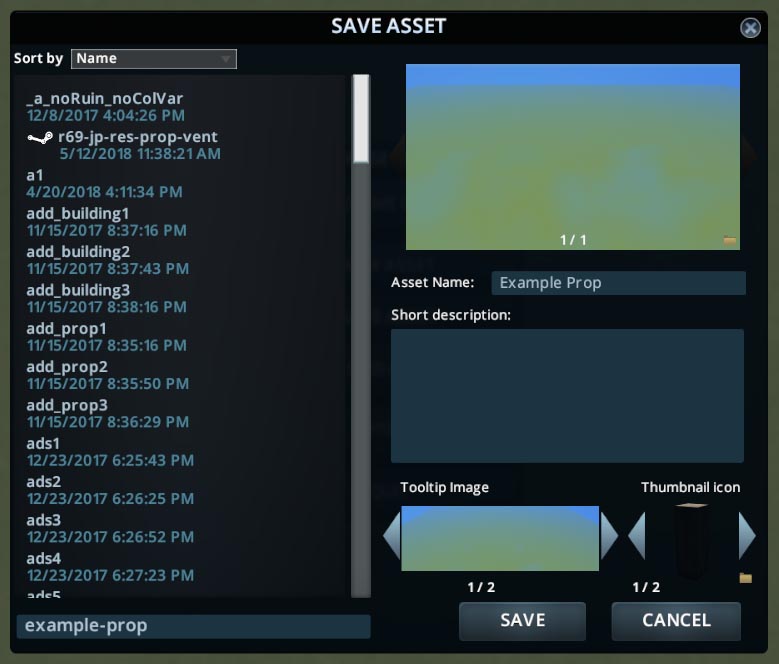 SAVE ASSET
Sort by Name
_a_noRuin_noColVar
12/8/2017 4:04:26 PM
r69-jp-res-prop-vent
5/12/2018 11:38:21 AM
a1
4/20/2018 4:11:34 PM
add_building1
11/15/2017 8:37:16 PM
add_building2
11/15/2017 8:37:43 PM
add_building3
11/15/2017 8:38:16 PM
add_prop1
11/15/2017 8:35:16 PM
add_prop2
11/15/2017 8:35:50 PM
add_prop3
11/15/2017 8:36:29 PM
ads1
12/23/2017 6:25:43 PM
ads2
12/23/2017 6:26:25 PM
ads3
12/23/2017 6:26:52 PM
ads4
12/23/2017 6:27:23 PM
ads5
example-prop
1 / 1
Asset Name: Example Prop
Short description:
Tooltip Image
Thumbnail icon
1 / 2
1 / 2
SAVE
CANCEL